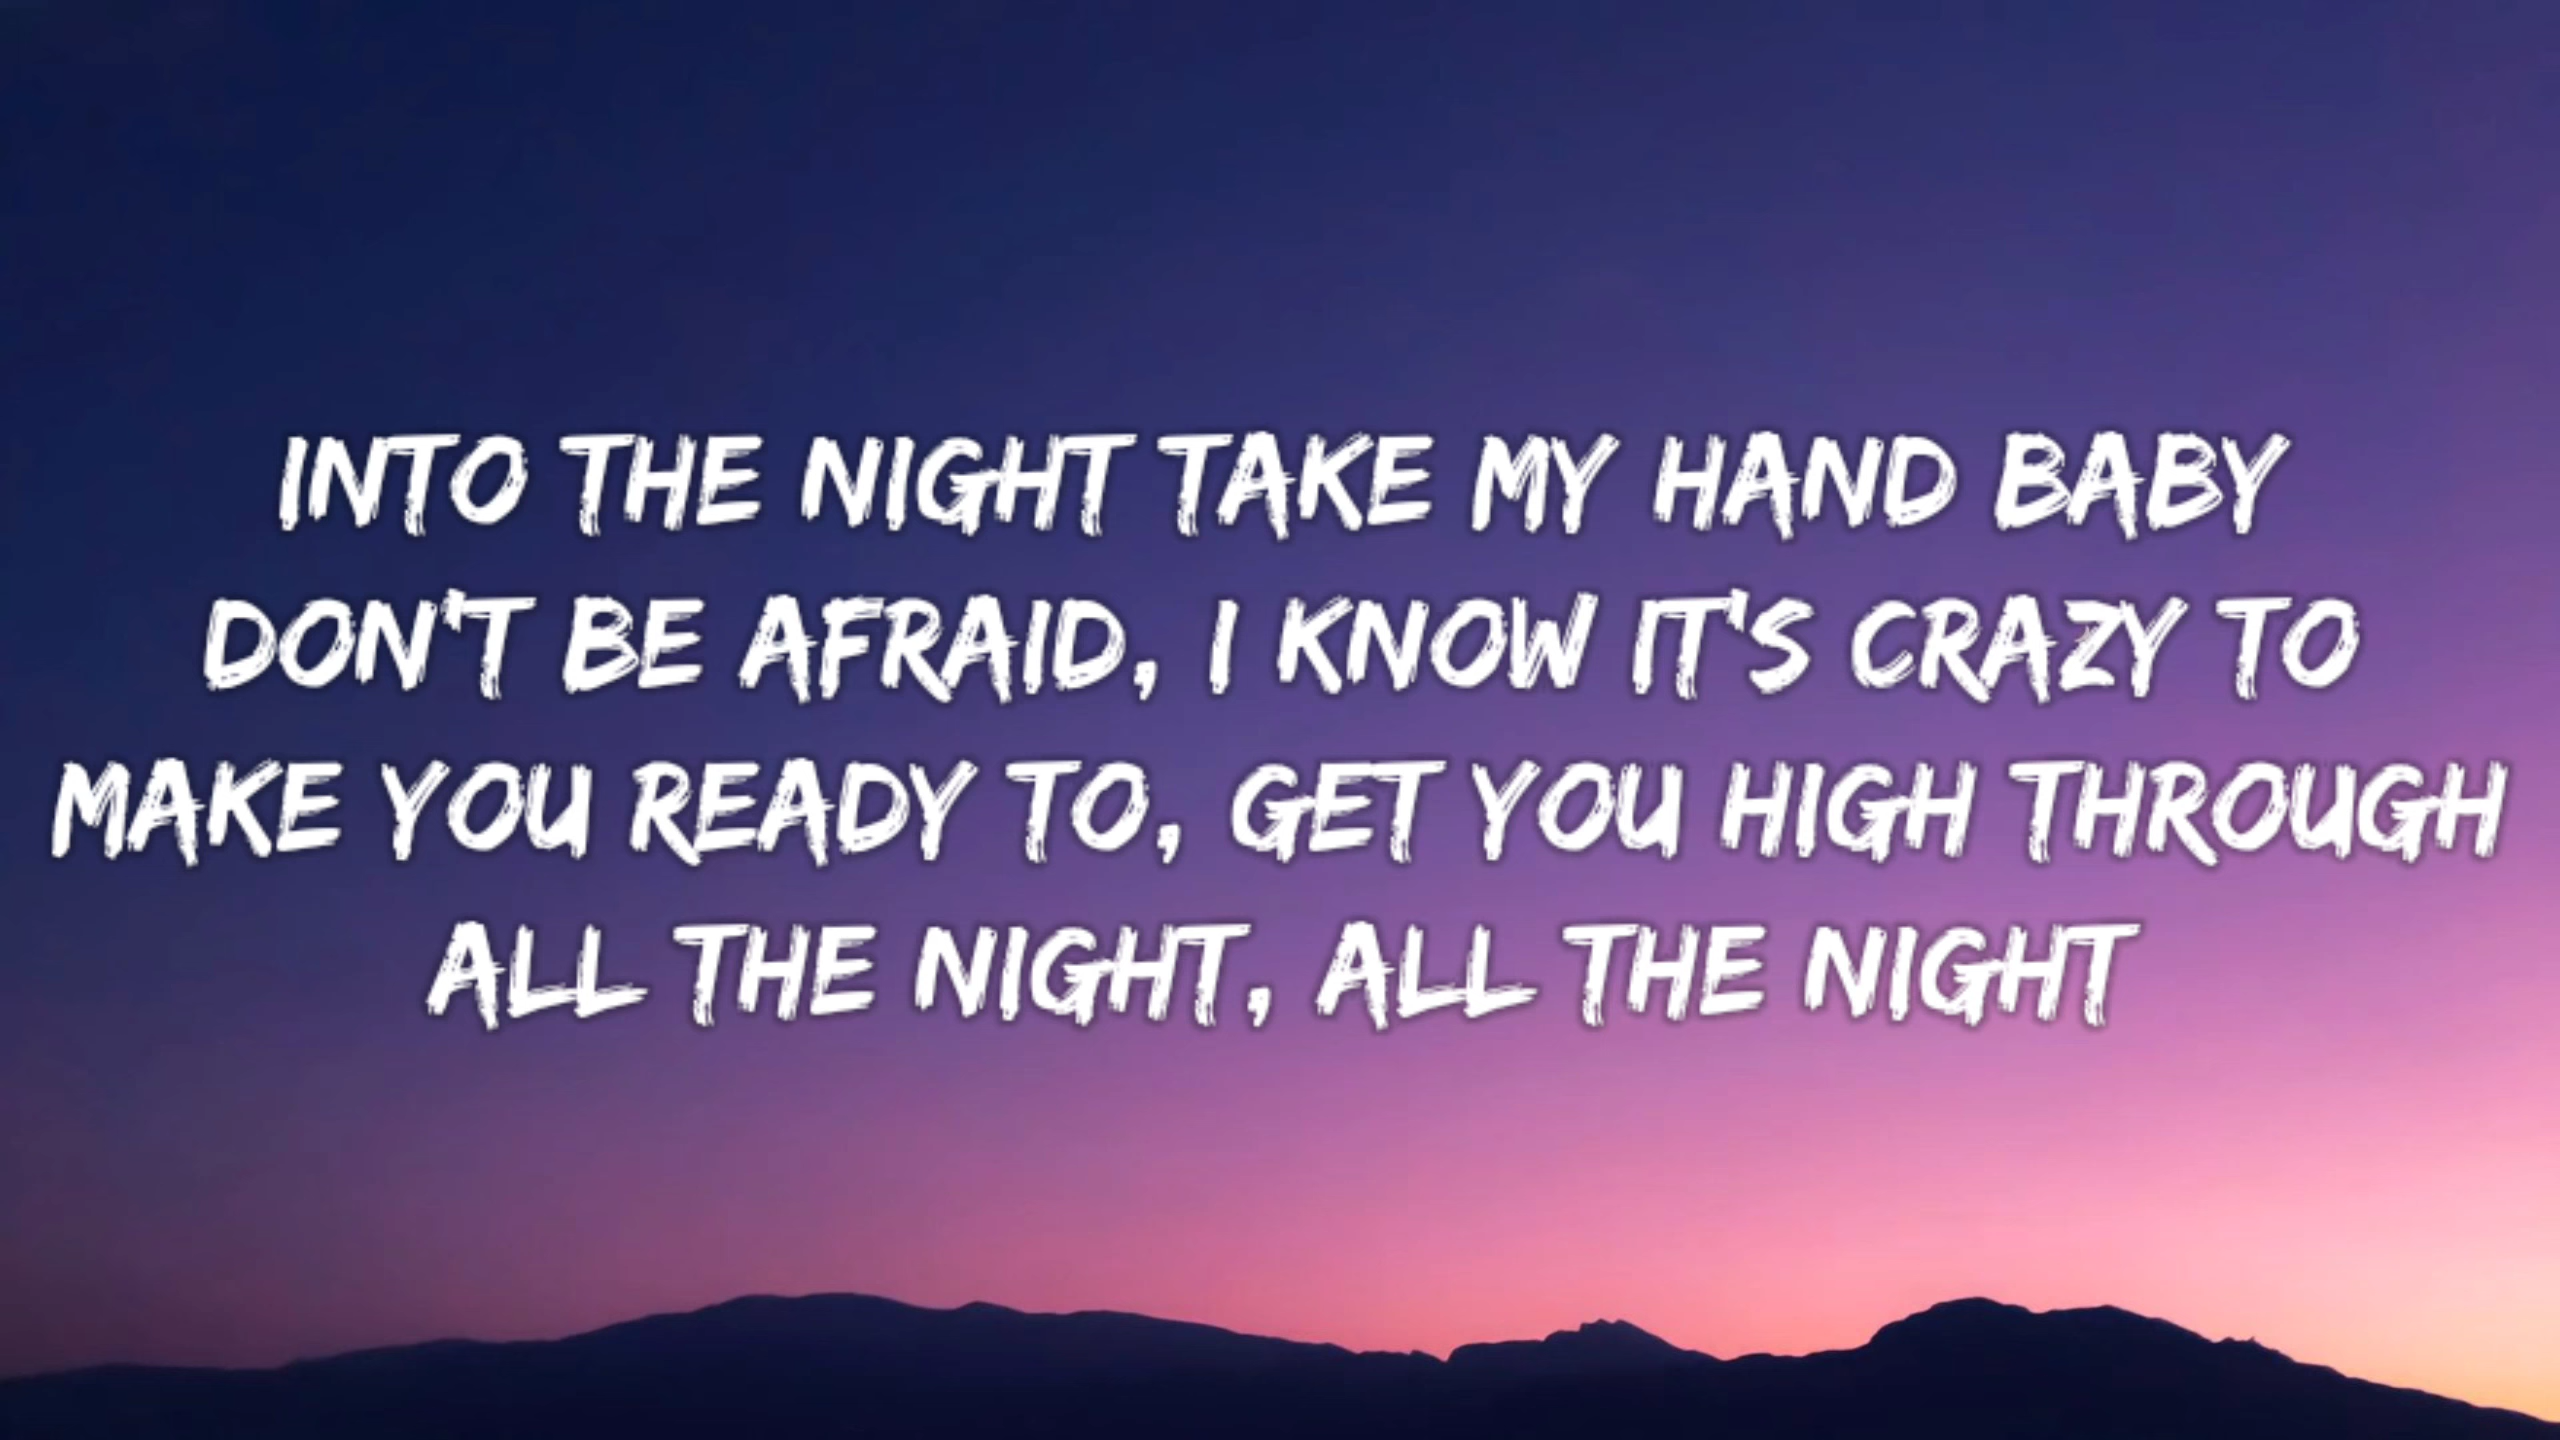 INTO THE NIGHT TAKE MY HAND BABY
DON'T BE AFRAID, I KNOW IT'S CRAZY TO
MAKE YOU READY TO, GET YOU HIGH THROUGH
ALL THE NIGHT, ALL THE NIGHT